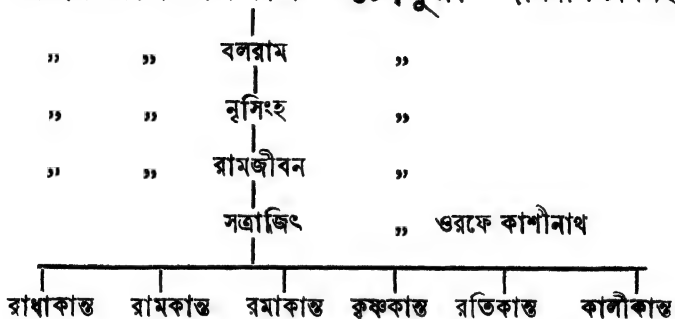 „ „ বলরাম „
„ „ নৃসিংহ „
„ „ রামজীবন „
সত্রাজিৎ „ ওরফে কাশীনাথ
রাধাকান্ত রামকান্ত রমাকান্ত কৃষ্ণকান্ত রতিকান্ত কালীকান্ত